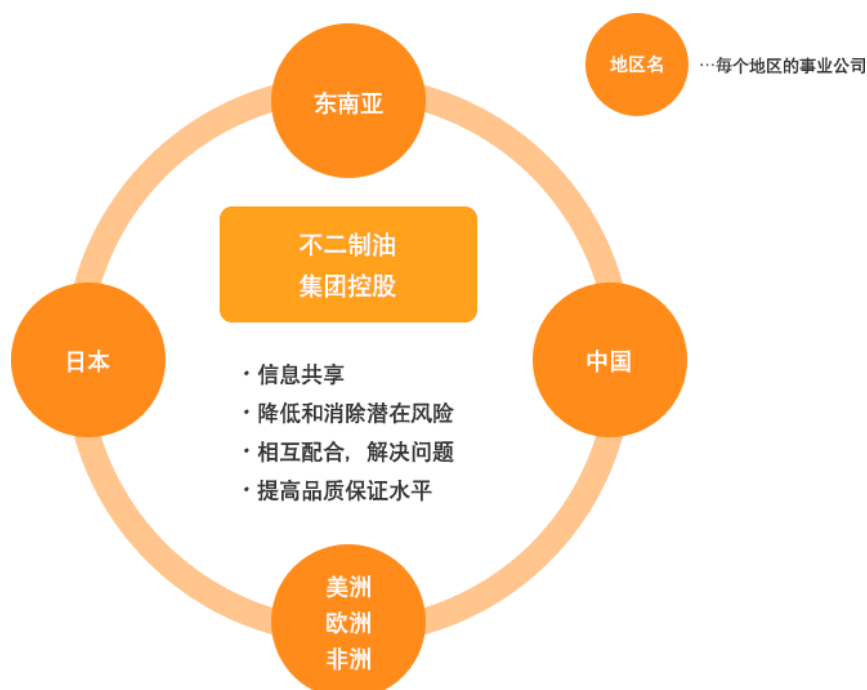 东南亚
地区名
…每个地区的事业公司
不二制油
集团控股
日本
中国
・信息共享
・降低和消除潜在风险
・相互配合，解决问题
・提高品质保证水平
美洲
欧洲
非洲